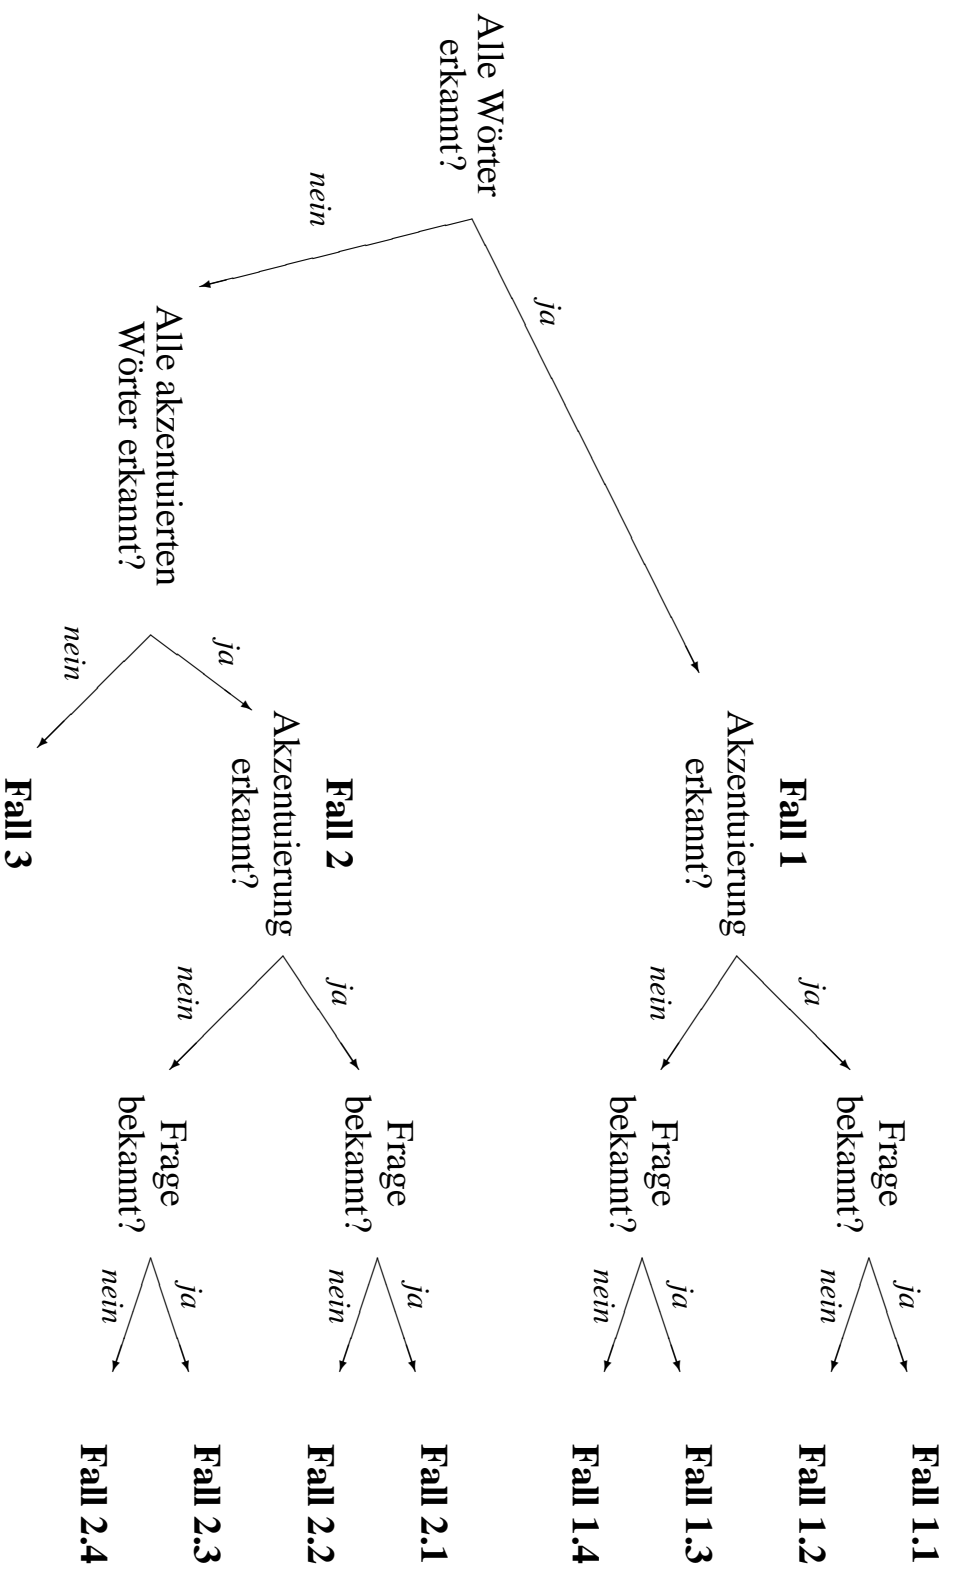 Alle Wörter
erkannt?
ja
nein
Fall 1
Akzentuierung
erkannt?
ja
nein
Frage
bekannt?
ja
nein
Fall 1.1
Fall 1.2
Frage
bekannt?
ja
nein
Fall 1.3
Fall 1.4
Alle akzentuierten
Wörter erkannt?
ja
nein
Fall 2
Akzentuierung
erkannt?
ja
nein
Frage
bekannt?
ja
nein
Fall 2.1
Fall 2.2
Frage
bekannt?
ja
nein
Fall 2.3
Fall 2.4
Fall 3